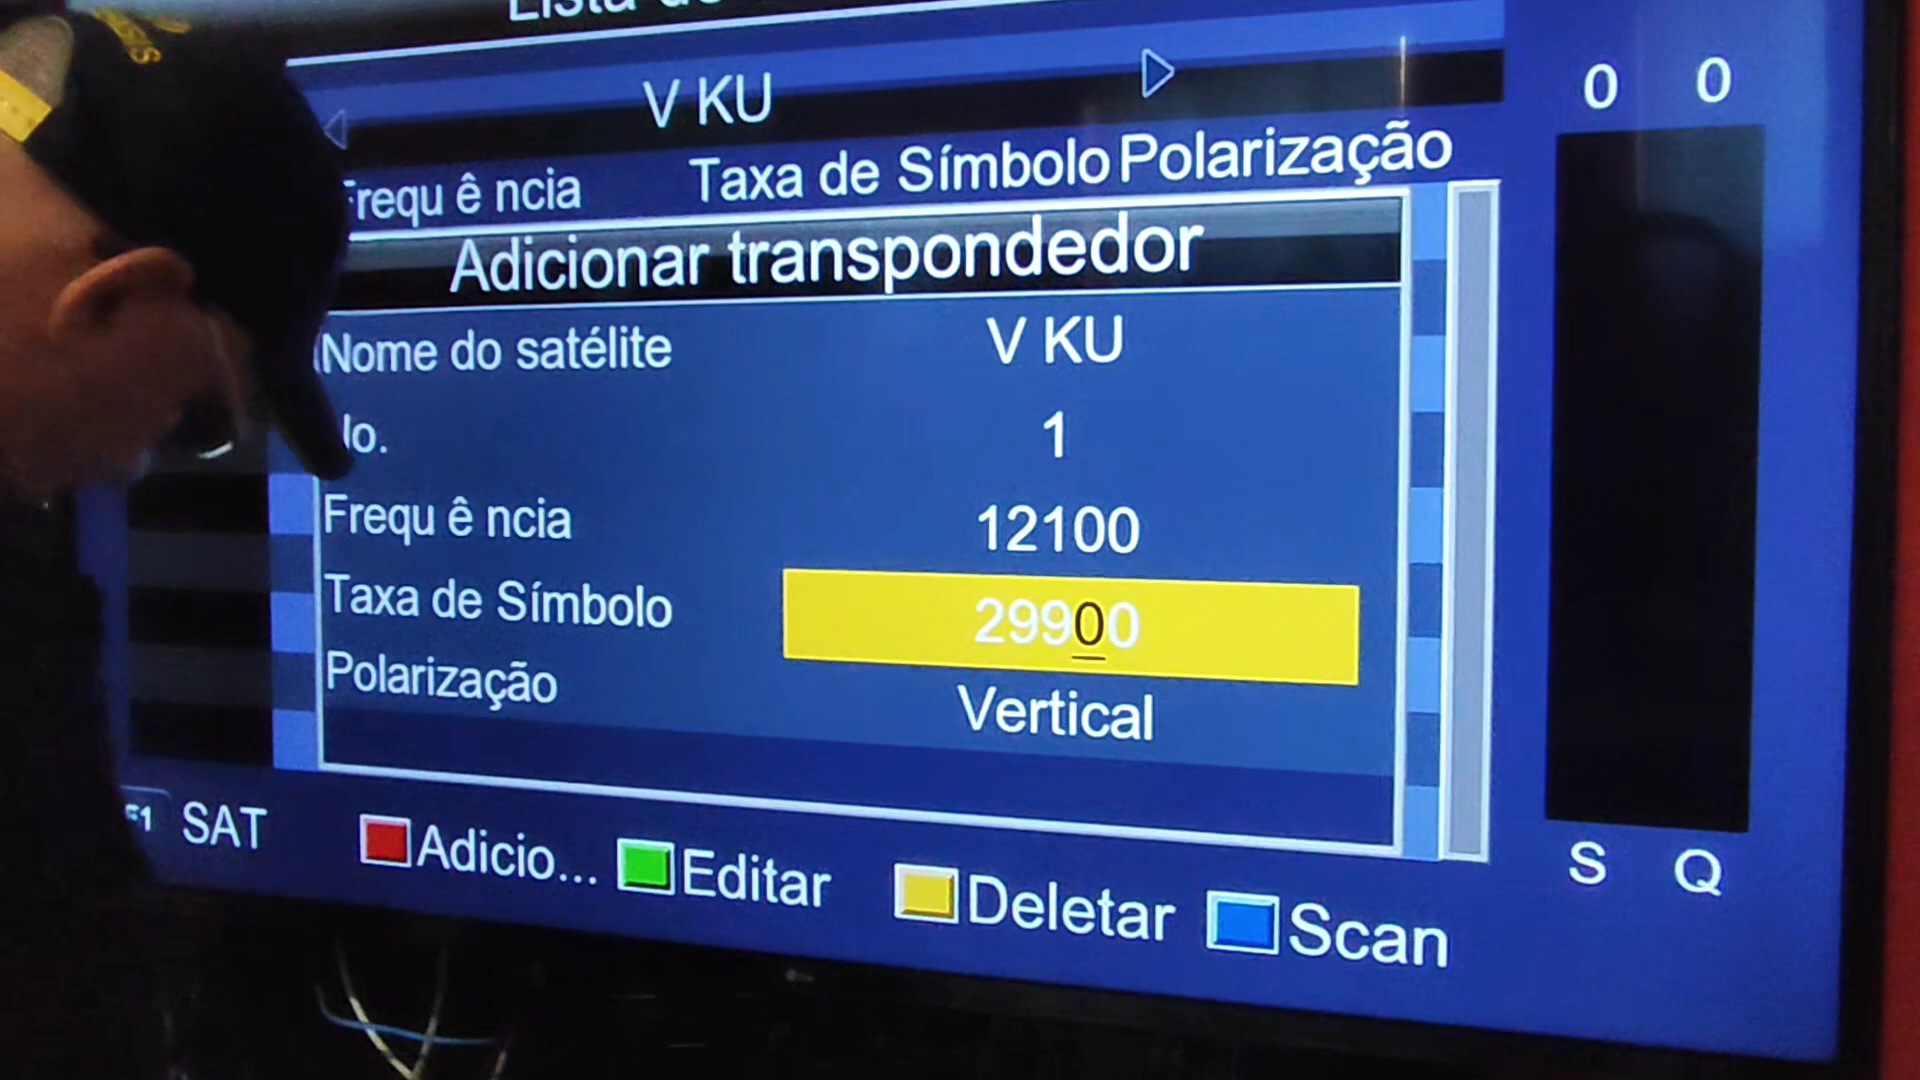 V KU
0 0
Frequ ê ncia Taxa de Símbolo Polarização
Adicionar transpondedor
Nome do satélite V KU
1
Frequ ê ncia 12100
Taxa de Símbolo 29900
Polarização Vertical
SAT Adicio... Editar Deletar Scan
S Q